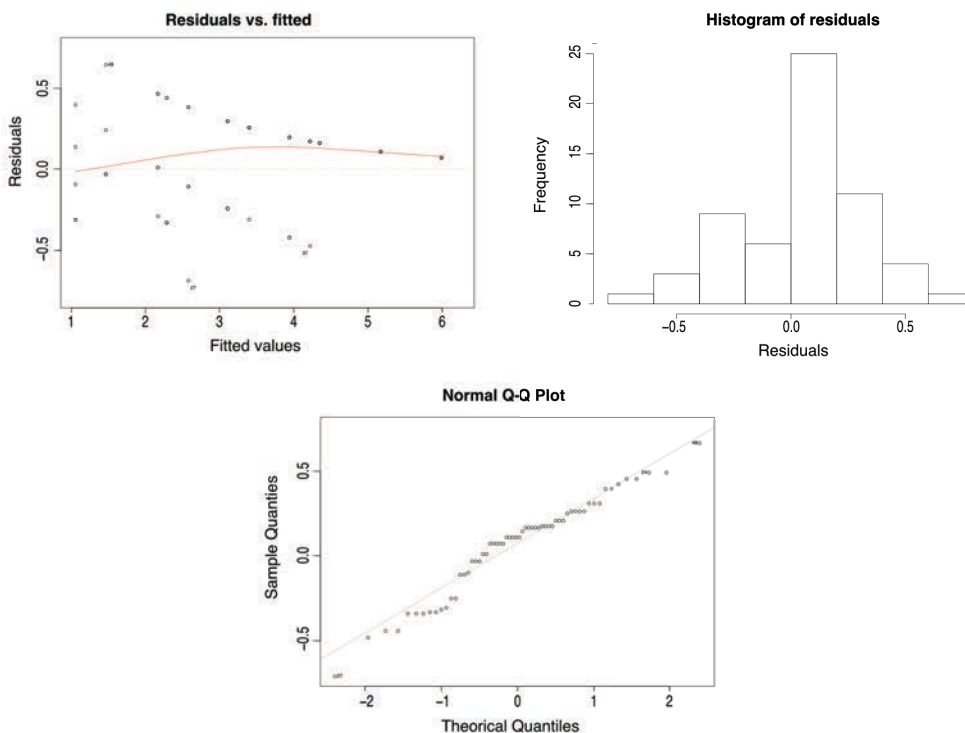 Residuals vs. fitted
Residuals
0.5
0.0
−0.5
1 2 3 4 5 6
Fitted values
Histogram of residuals
Frequency
25
20
15
10
5
0
−0.5 0.0 0.5
Residuals
Normal Q-Q Plot
Sample Quanties
0.5
0.0
−0.5
−2 −1 0 1 2
Theorical Quantiles